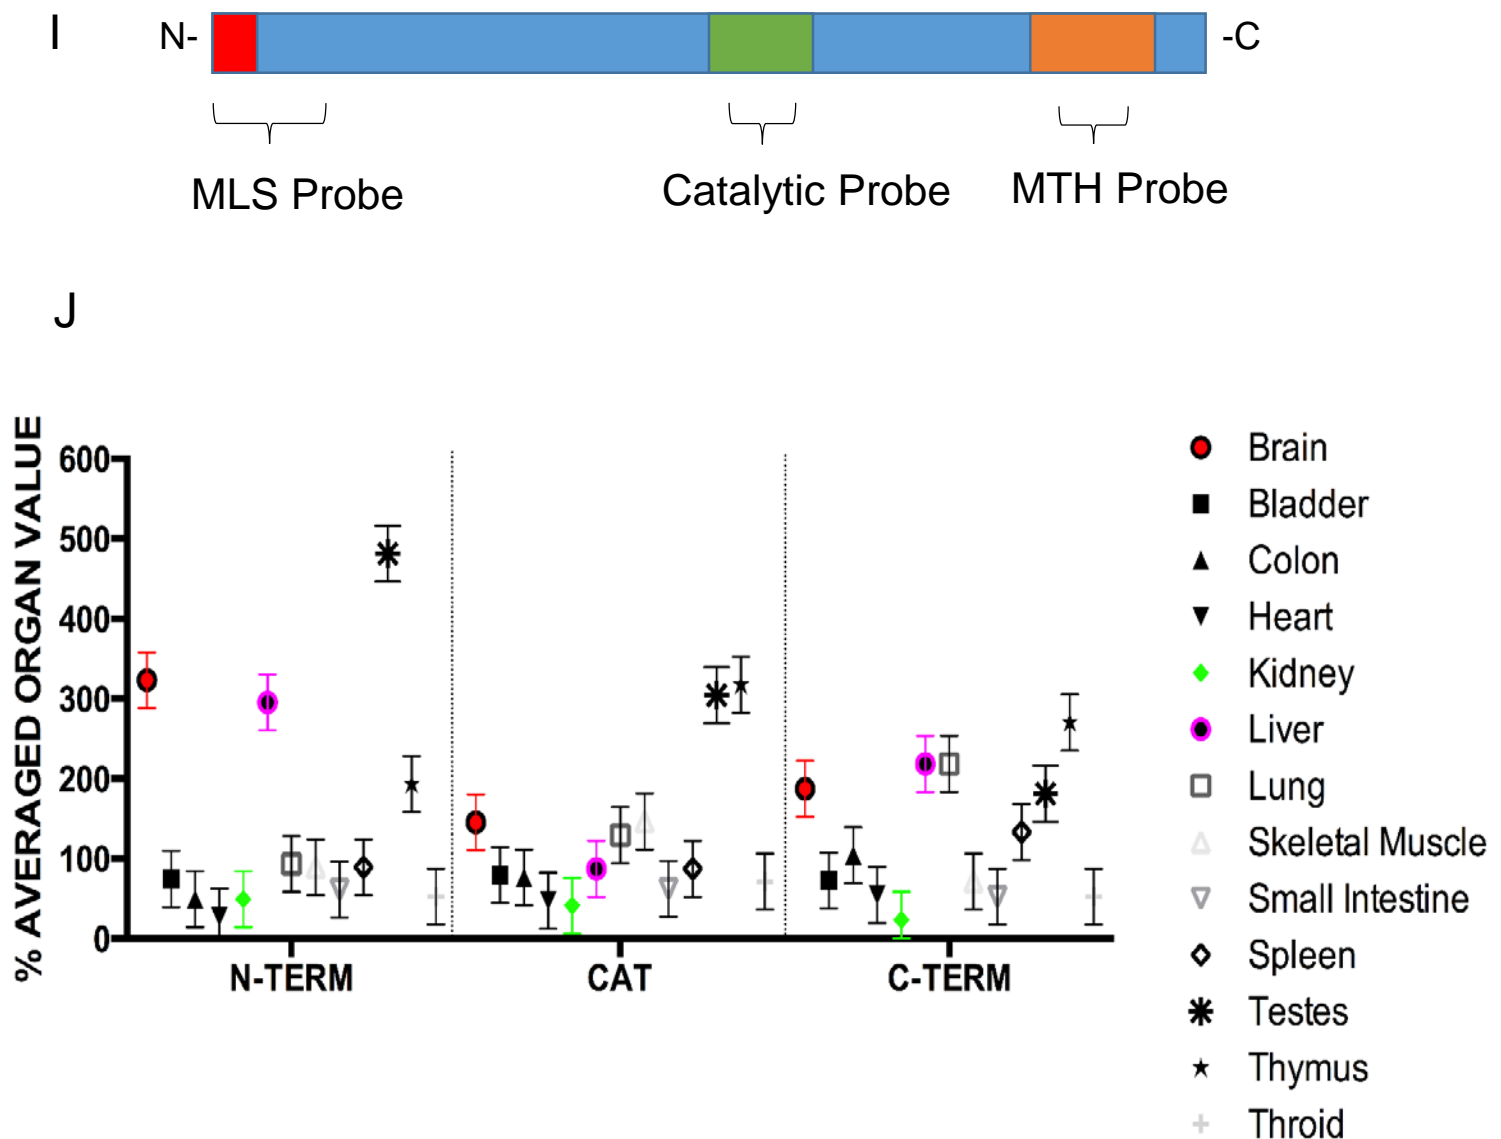 I
N-
-C
MLS Probe
Catalytic Probe
MTH Probe
J
% AVERAGED ORGAN VALUE
600
500
400
300
200
100
0
N-TERM
CAT
C-TERM
Brain
Bladder
Colon
Heart
Kidney
Liver
Lung
Skeletal Muscle
Small Intestine
Spleen
Testes
Thymus
Throid